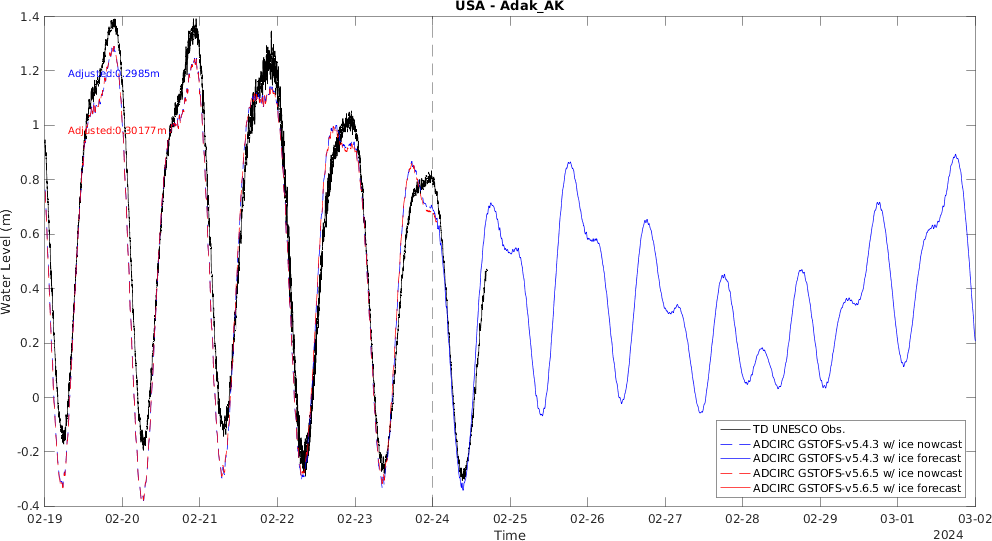 USA - Adak_AK
1.4
1.2
1
0.8
0.6
0.4
0.2
0
-0.2
-0.4
Water Level (m)
Adjusted:0.2985m
Adjusted:0.30177m
TD UNESCO Obs.
ADCIRC GSTOFS-v5.4.3 w/ ice nowcast
ADCIRC GSTOFS-v5.4.3 w/ ice forecast
ADCIRC GSTOFS-v5.6.5 w/ ice nowcast
ADCIRC GSTOFS-v5.6.5 w/ ice forecast
02-19 02-20 02-21 02-22 02-23 02-24 02-25 02-26 02-27 02-28 02-29 03-01 03-02
Time
2024